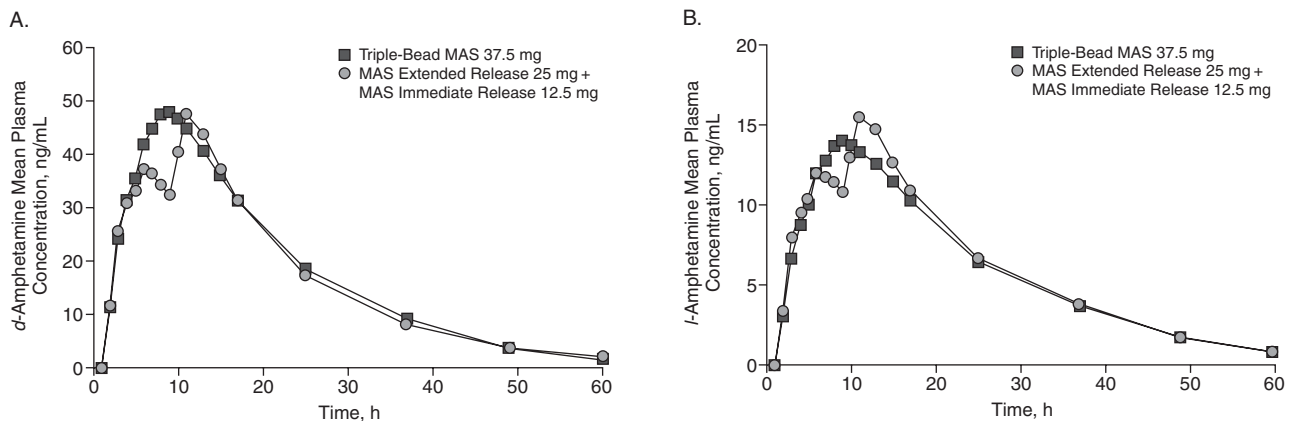 A.
60
50
40
30
20
10
0
d-Amphetamine Mean Plasma
Concentration, ng/mL
Triple-Bead MAS 37.5 mg
MAS Extended Release 25 mg +
MAS Immediate Release 12.5 mg
0 10 20 30 40 50 60
Time, h
B.
20
15
10
5
0
l-Amphetamine Mean Plasma
Concentration, ng/mL
Triple-Bead MAS 37.5 mg
MAS Extended Release 25 mg +
MAS Immediate Release 12.5 mg
0 10 20 30 40 50 60
Time, h